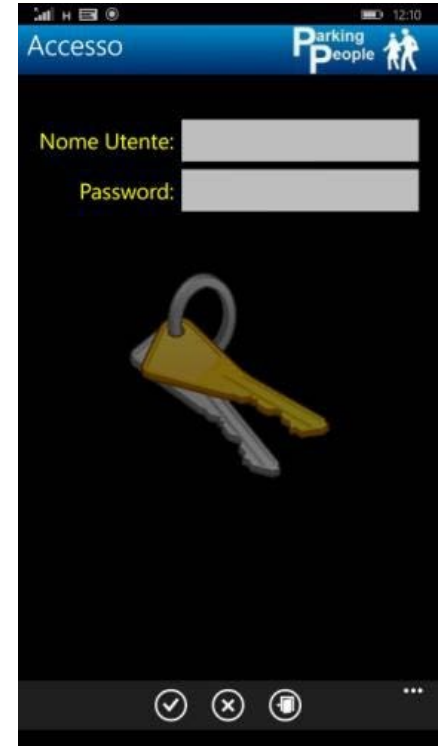 H 12:10
Accesso
Parking
People
Nome Utente:
Password: